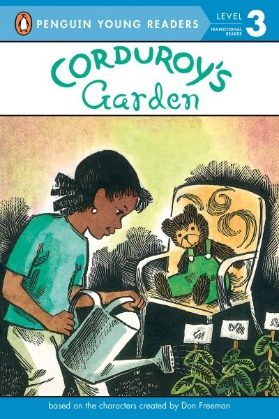 PENGUIN YOUNG READERS
LEVEL 3
TRANSITIONAL READER
CORDUROY'S
Garden
based on the characters created by Don Freeman